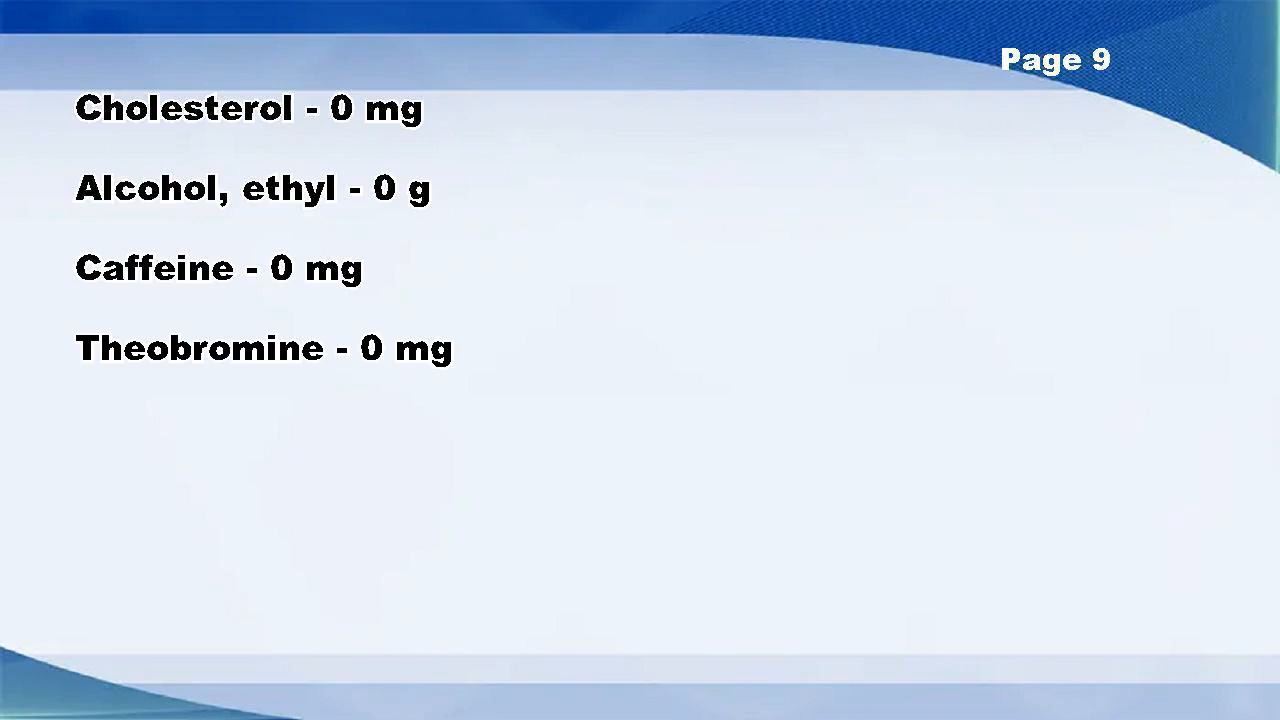 Page 9
Cholesterol - 0 mg
Alcohol, ethyl - 0 g
Caffeine - 0 mg
Theobromine - 0 mg